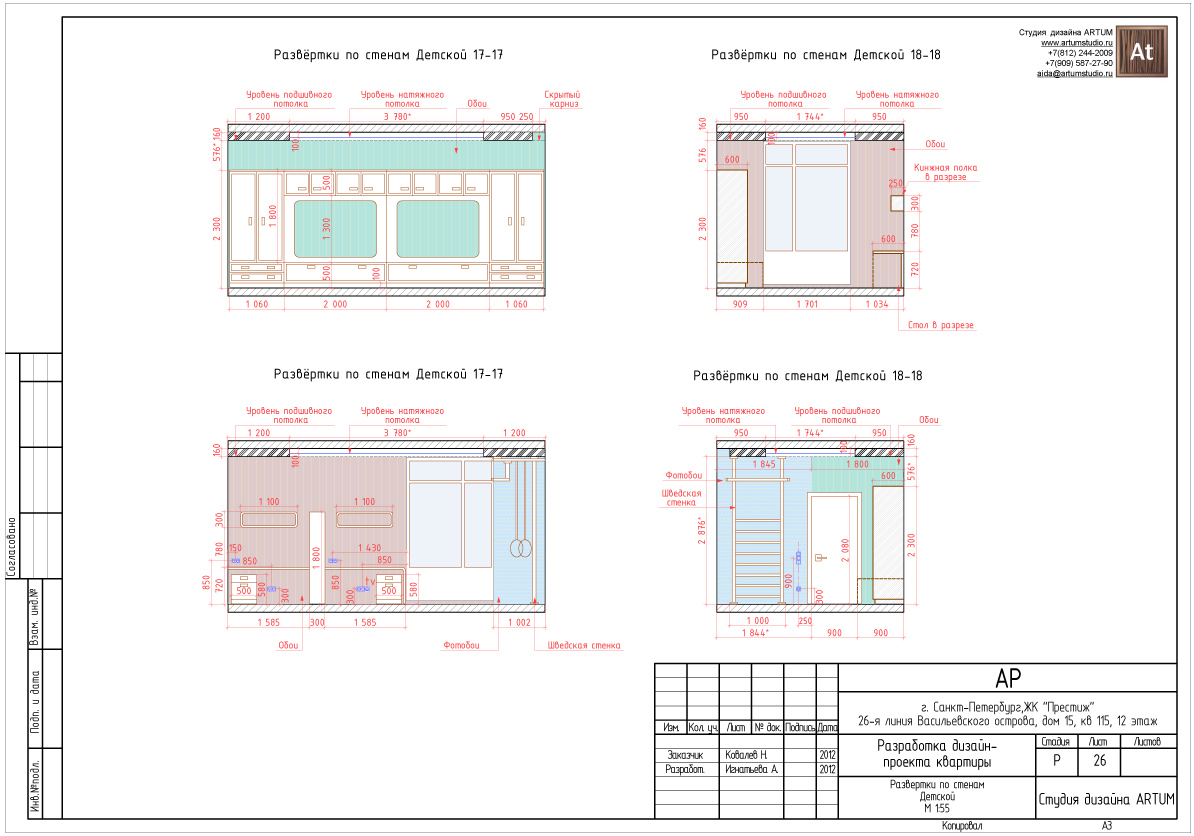 Студия дизайна ARTUM
www.artumstudio.ru
+7(812) 244-2009
+7(909) 587-27-90
aida@artumstudio.ru
At
Развёртки по стенам Детской 17-17
Уровень подшивного
потолка
Уровень натяжного
потолка
Обои
Скрытый
карниз
1 200
3 780*
950 250
160
576*
100
2 300
1 800
500
1 300
500
100
1 060
2 000
2 000
1 060
Развёртки по стенам Детской 18-18
Уровень подшивного
потолка
Уровень натяжного
потолка
950
1 744*
950
160
100
576
Обои
600
Книжная полка
в разрезе
250
300
2 300
780
600
720
909
1 701
1 034
Стол в разрезе
Развёртки по стенам Детской 17-17
Уровень подшивного
потолка
Уровень натяжного
потолка
1 200
3 780*
1 200
160
100
1 100
1 100
300
780
150
850
1 800
1 430
850
850
720
500
580
300
850
300
tv
500
580
1 585
300
1 585
1 002
Обои
Фотобои
Шведская стенка
Развёртки по стенам Детской 18-18
Уровень натяжного
потолка
Уровень подшивного
потолка
Обои
950
1 744*
950
160
100
1 845
1 800
576*
Фотобои
600
Шведская
стенка
2 876*
2 080
2 300
900
300
1 000
250
1 844*
900
900
Согласовано
Взам. инд.№
Подп. и дата
Инв.№подл.
АР
г. Санкт-Петербург,ЖК "Престиж"
26-я линия Васильевского острова, дом 15, кв 115, 12 этаж
Изм.
Кол. уч.
Лист
№ док.
Подпись
Дата
Заказчик
Ковалев Н.
2012
Разработ.
Игнатьева А.
2012
Разработка дизайн-
проекта квартиры
Стадия
Лист
Листов
Р
26
Развертки по стенам
Детской
М 1:55
Студия дизайна ARTUM
Копировал
А3